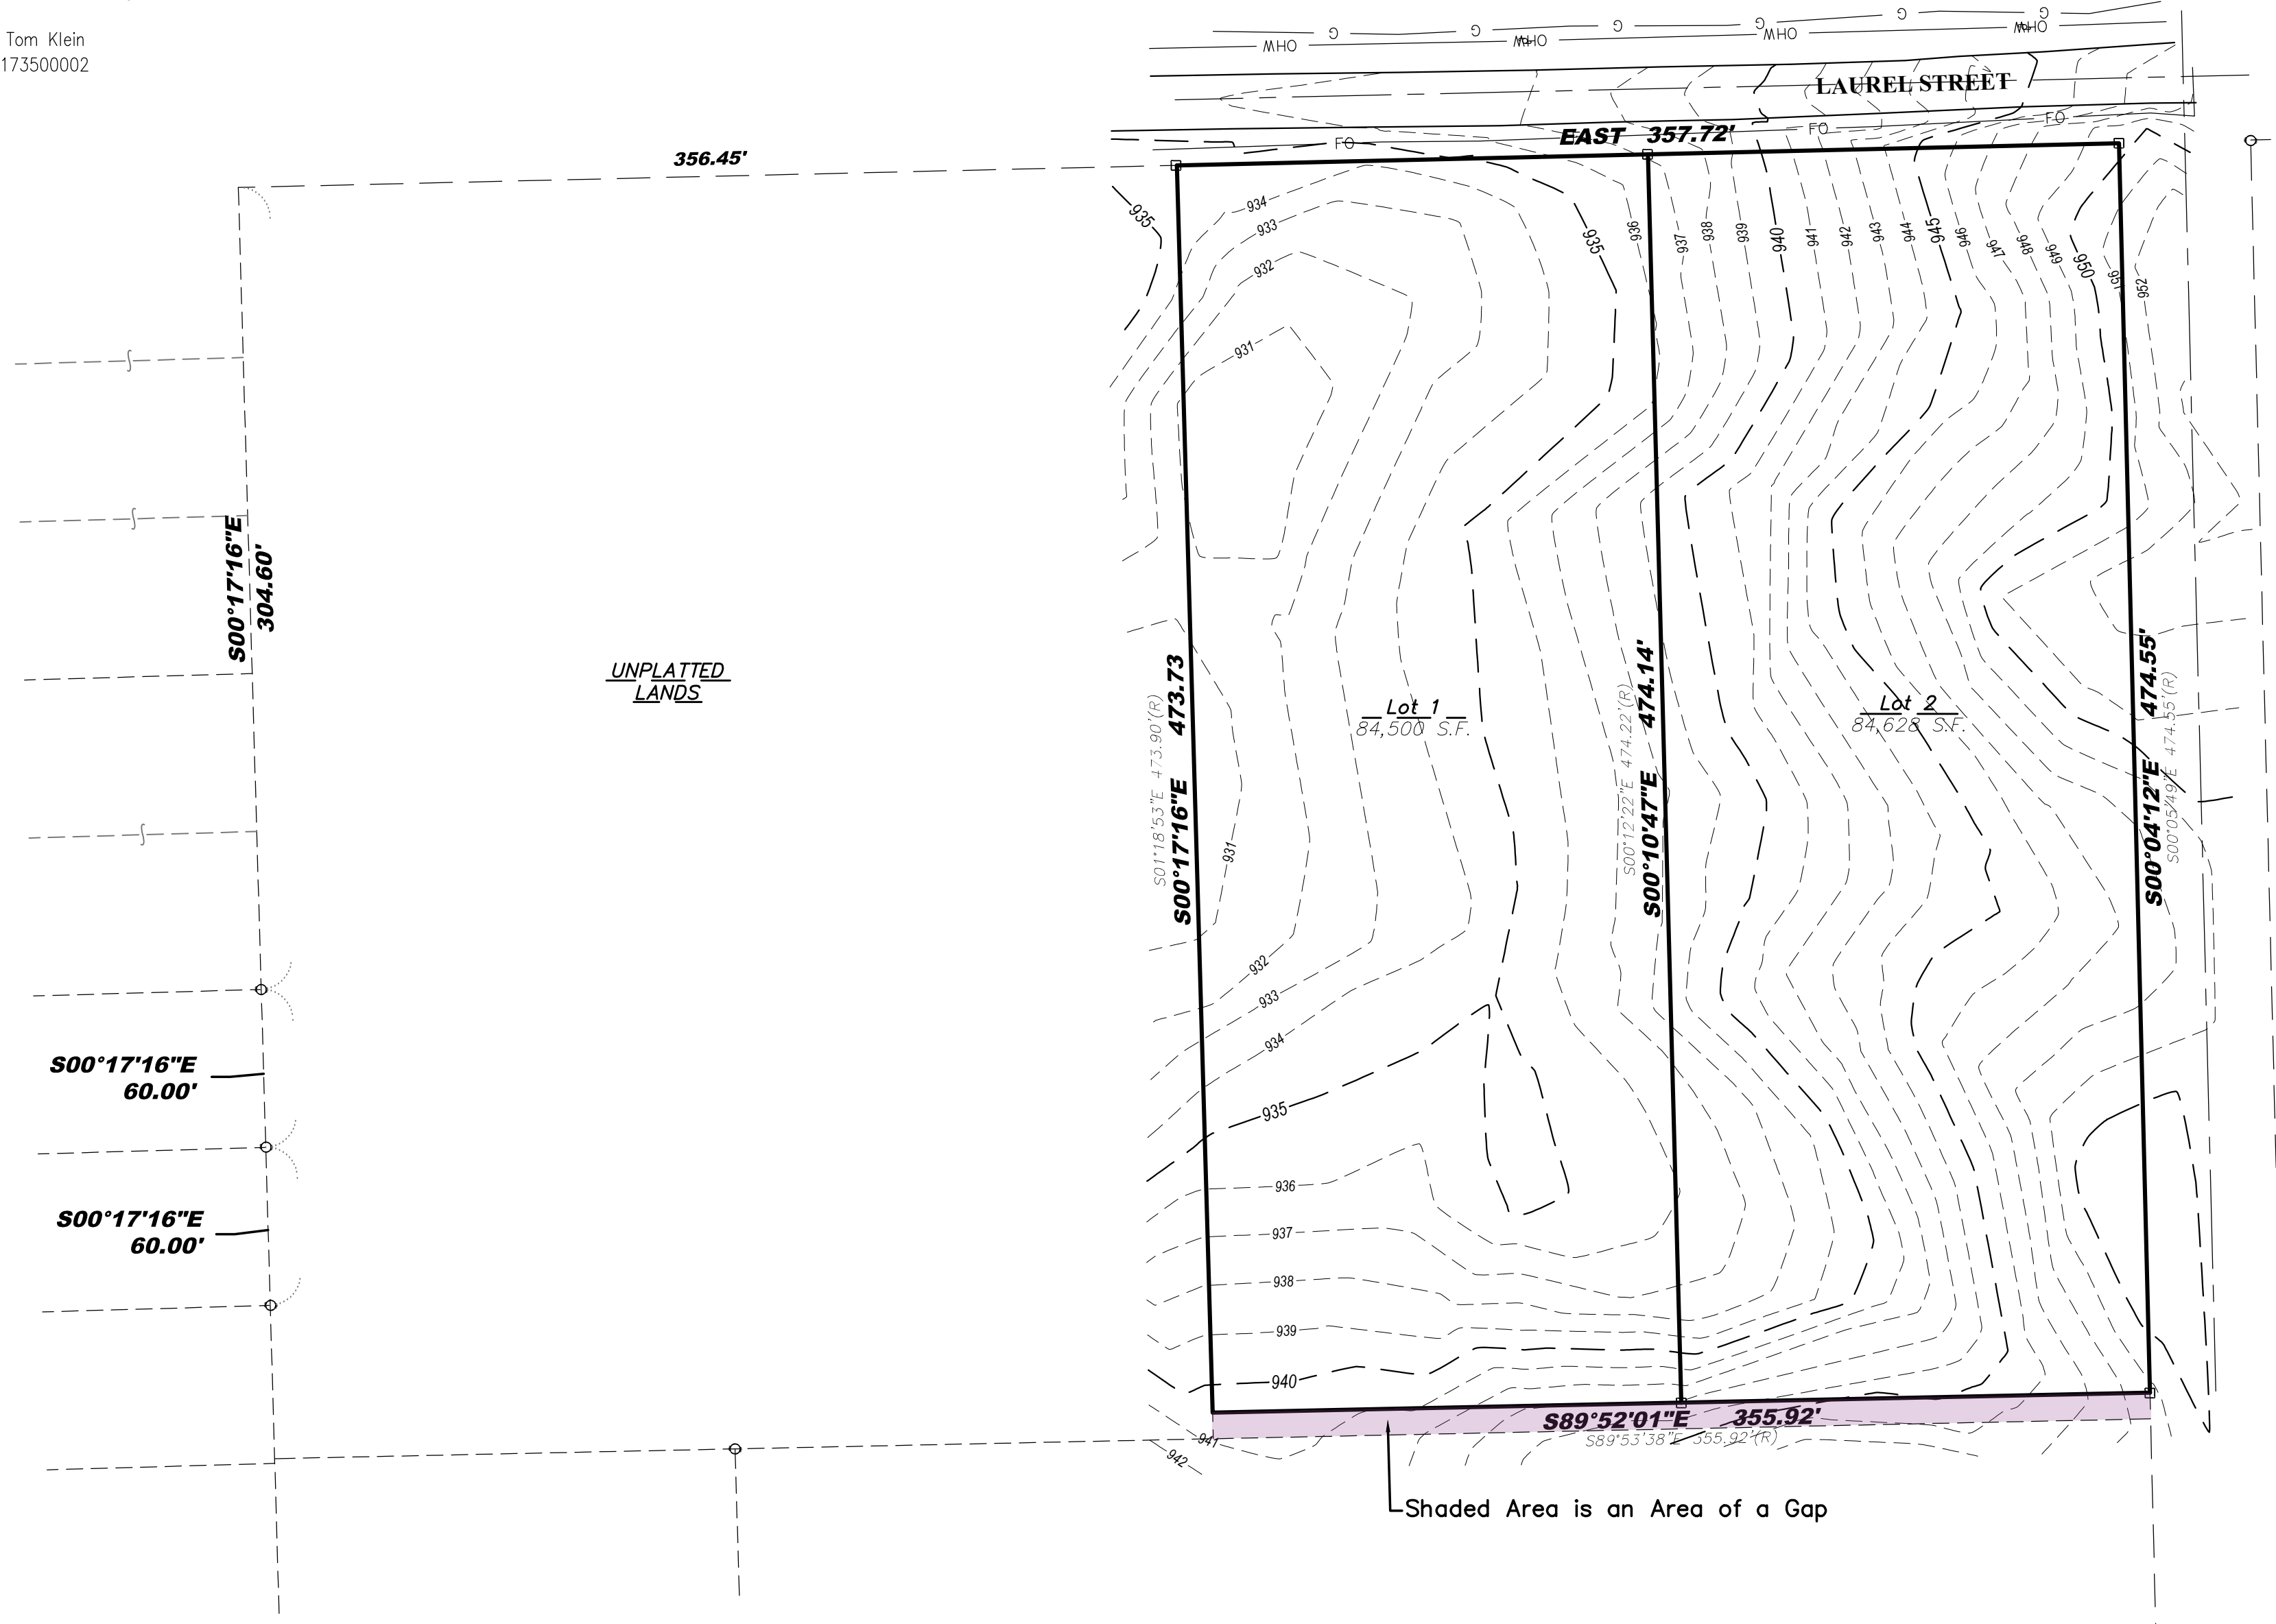 Tom Klein
173500002
G G G G G G
OHW OHW OHW OHW
LAUREL STREET
FO FO FO
EAST 357.72'
356.45'
934
933
932
931
935
935
936
937
938
939
940
941
942
943
944
945
946
947
948
949
950
951
952
S00°17'16"E
304.60'
UNPLATTED
LANDS
S01°18'53"E 473.90'(R)
S00°17'16"E 473.73
Lot 1
84,500 S.F.
S00°12'22"E 474.22'(R)
S00°10'47"E 474.14'
Lot 2
84,628 S.F.
S00°04'12"E 474.55'
S00°05'49"E 474.55'(R)
931
932
933
934
935
936
937
938
939
940
941
942
S00°17'16"E
60.00'
S00°17'16"E
60.00'
S89°52'01"E 355.92'
S89°53'38"E 355.92'(R)
Shaded Area is an Area of a Gap